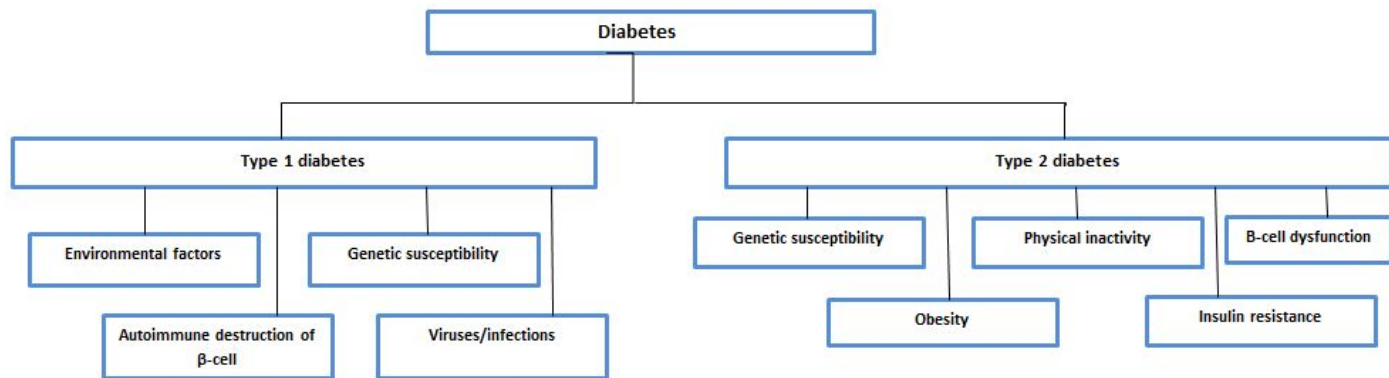 Diabetes
Type 1 diabetes
Type 2 diabetes
Environmental factors
Genetic susceptibility
Autoimmune destruction of
β-cell
Viruses/infections
Genetic susceptibility
Physical inactivity
B-cell dysfunction
Obesity
Insulin resistance